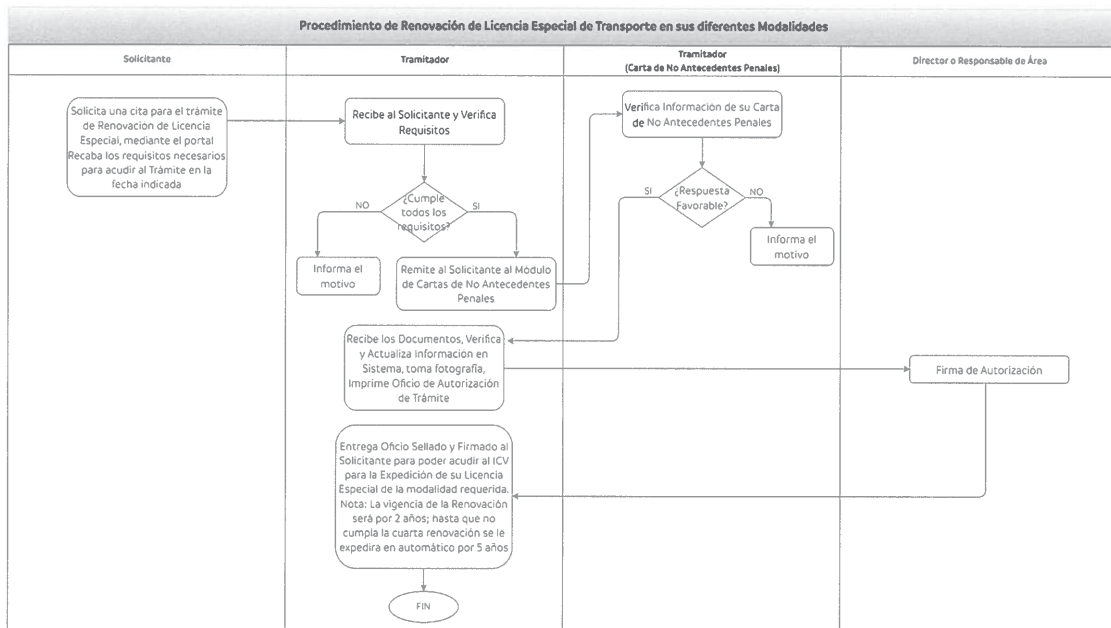 Procedimiento de Renovación de Licencia Especial de Transporte en sus diferentes Modalidades
Solicitante
Tramitador
Tramitador
(Carta de No Antecedentes Penales)
Director o Responsable de Área
Solicita una cita para el trámite
de Renovación de Licencia
Especial, mediante el portal
Recaba los requisitos necesarios
para acudir al Trámite en la
fecha indicada
Recibe al Solicitante y Verifica
Requisitos
¿Cumple
todos los
requisitos?
NO
SI
Informa el
motivo
Remite al Solicitante al Módulo
de Cartas de No Antecedentes
Penales
Verifica Información de su Carta
de No Antecedentes Penales
¿Respuesta
Favorable?
SI
NO
Informa el
motivo
Recibe los Documentos, Verifica
y Actualiza Información en
Sistema, toma fotografía,
Imprime Oficio de Autorización
de Trámite
Firma de Autorización
Entrega Oficio Sellado y Firmado al
Solicitante para poder acudir al ICV
para la Expedición de su Licencia
Especial de la modalidad requerida.
Nota: La vigencia de la Renovación
será por 2 años; hasta que no
cumpla la cuarta renovación se le
expedira en automático por 5 años
FIN